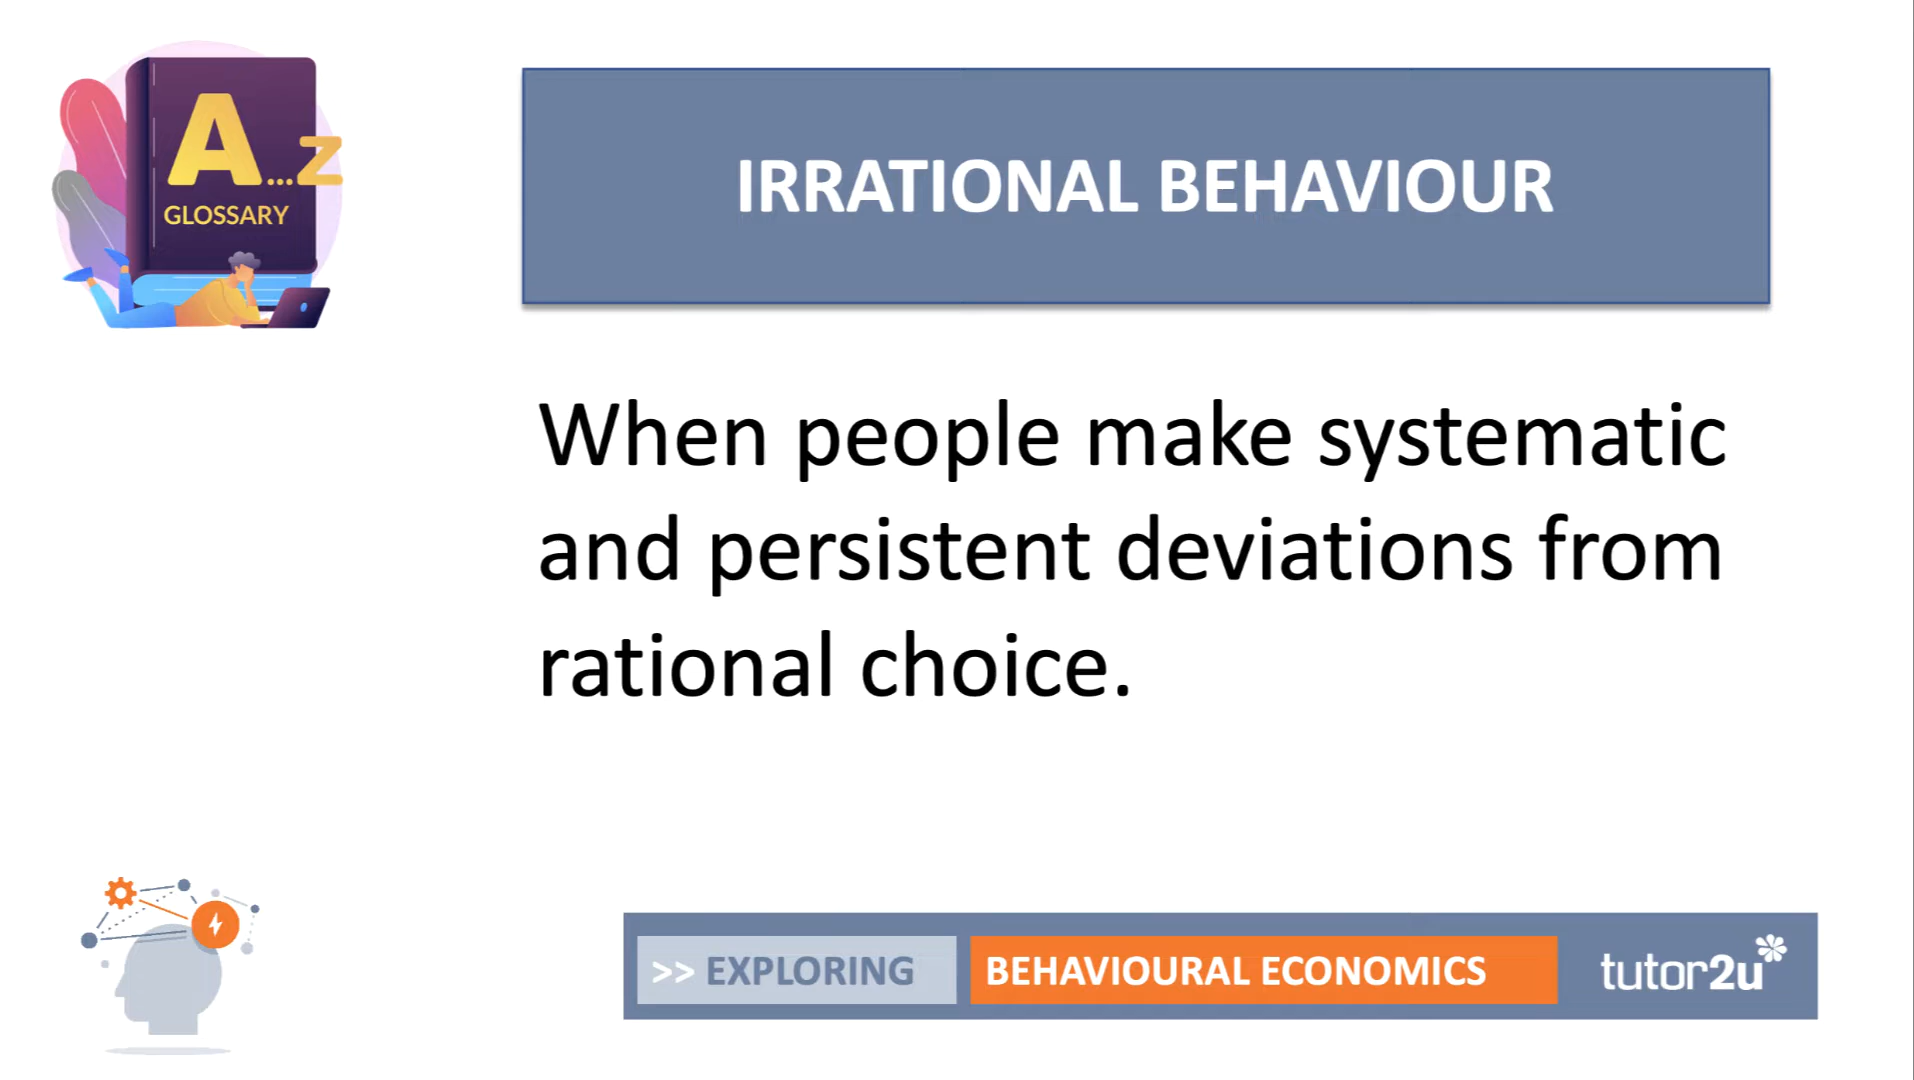 A...Z
GLOSSARY
IRRATIONAL BEHAVIOUR
When people make systematic
and persistent deviations from
rational choice.
>> EXPLORING BEHAVIOURAL ECONOMICS tutor2u